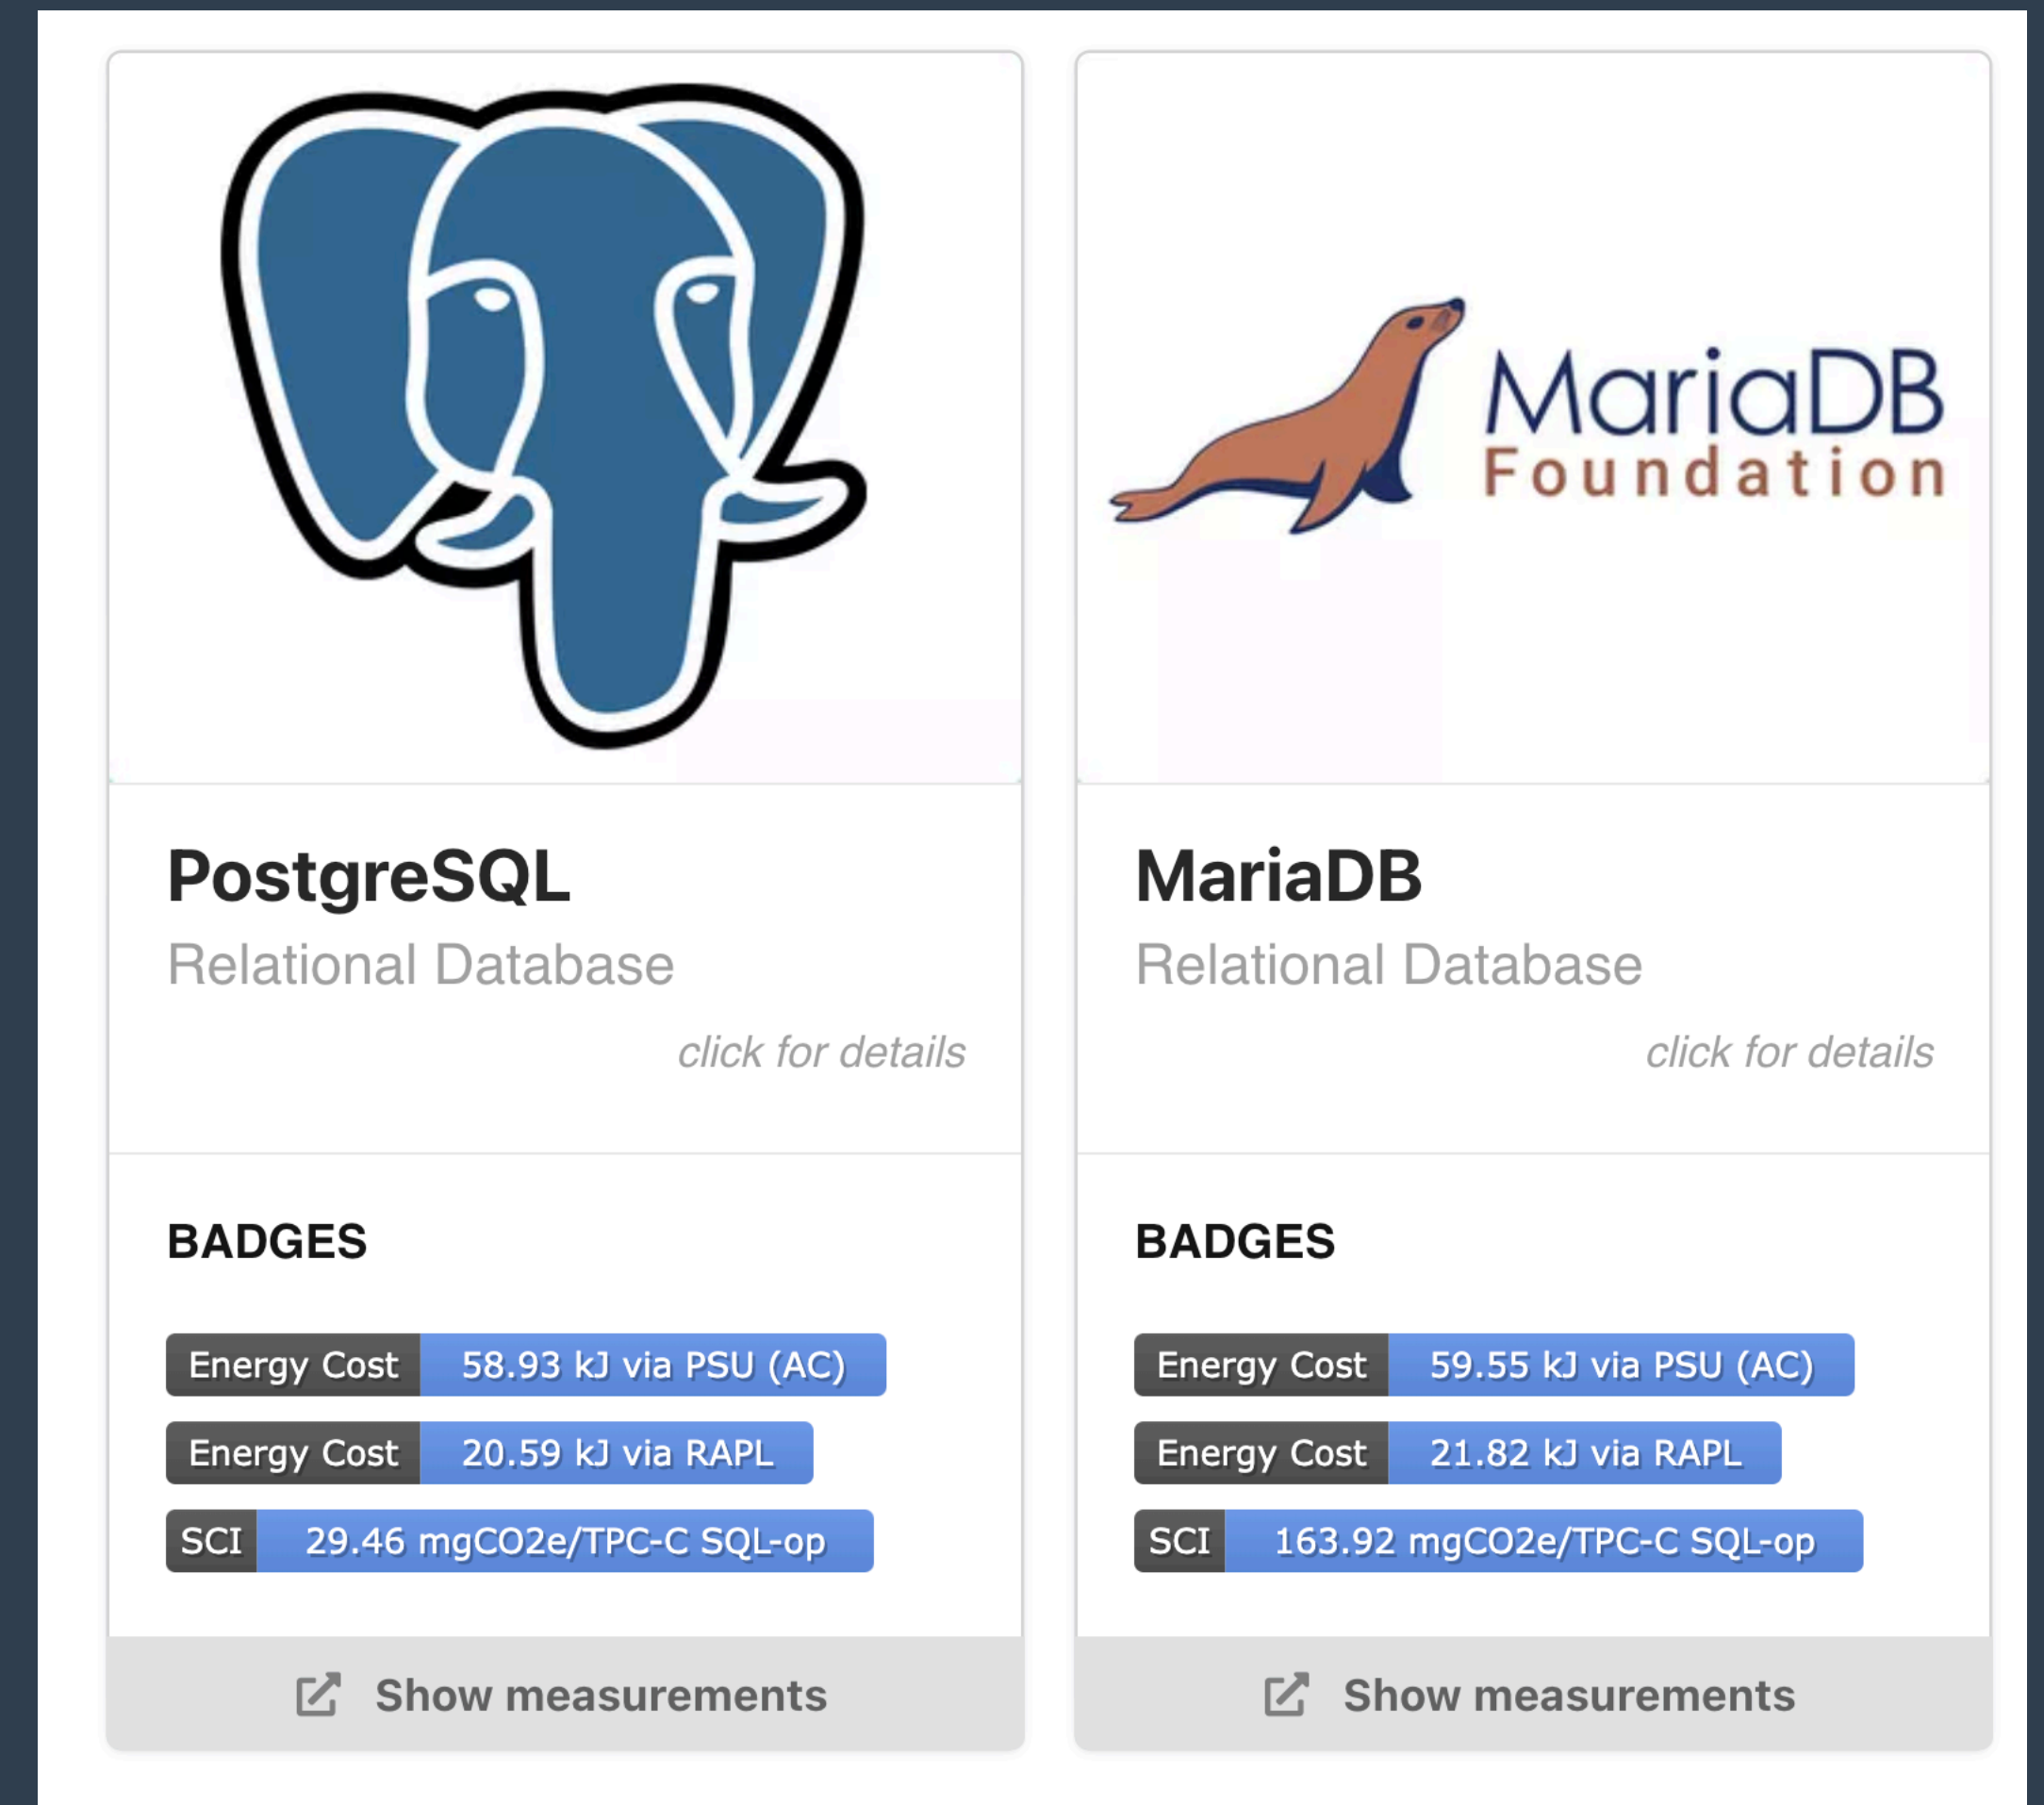 PostgreSQL
Relational Database
click for details
BADGES
Energy Cost 58.93 kJ via PSU (AC)
Energy Cost 20.59 kJ via RAPL
SCI 29.46 mgCO2e/TPC-C SQL-op
Show measurements
MariaDB
Foundation
MariaDB
Relational Database
click for details
BADGES
Energy Cost 59.55 kJ via PSU (AC)
Energy Cost 21.82 kJ via RAPL
SCI 163.92 mgCO2e/TPC-C SQL-op
Show measurements